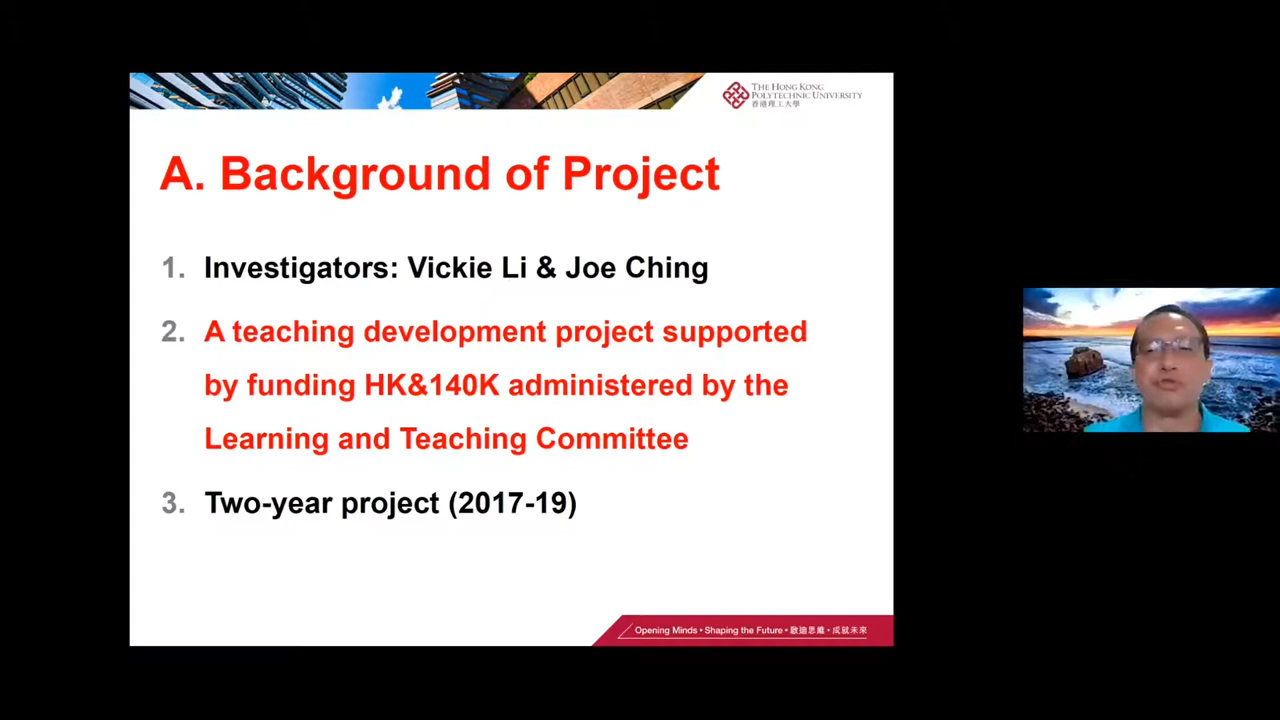 THE HONG KONG
POLYTECHNIC UNIVERSITY
香港理工大學
A. Background of Project
1. Investigators: Vickie Li & Joe Ching
2. A teaching development project supported
by funding HK&140K administered by the
Learning and Teaching Committee
3. Two-year project (2017-19)
Opening Minds • Shaping the Future • 啟迪思維 • 成就未來